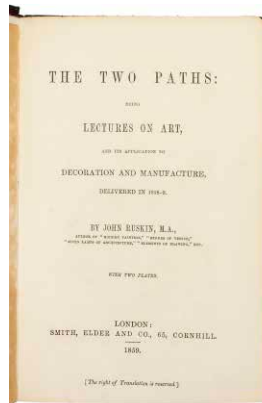 THE TWO PATHS:
BEING
LECTURES ON ART,
AND ITS APPLICATION TO
DECORATION AND MANUFACTURE,
DELIVERED IN 1858-9.
BY JOHN RUSKIN, M.A.,
AUTHOR OF "MODERN PAINTERS," "STONES OF VENICE,"
"SEVEN LAMPS OF ARCHITECTURE," "ELEMENTS OF DRAWING," ETC.
WITH TWO PLATES.
LONDON:
SMITH, ELDER AND CO., 65, CORNHILL.
1859.
[The right of Translation is reserved.]